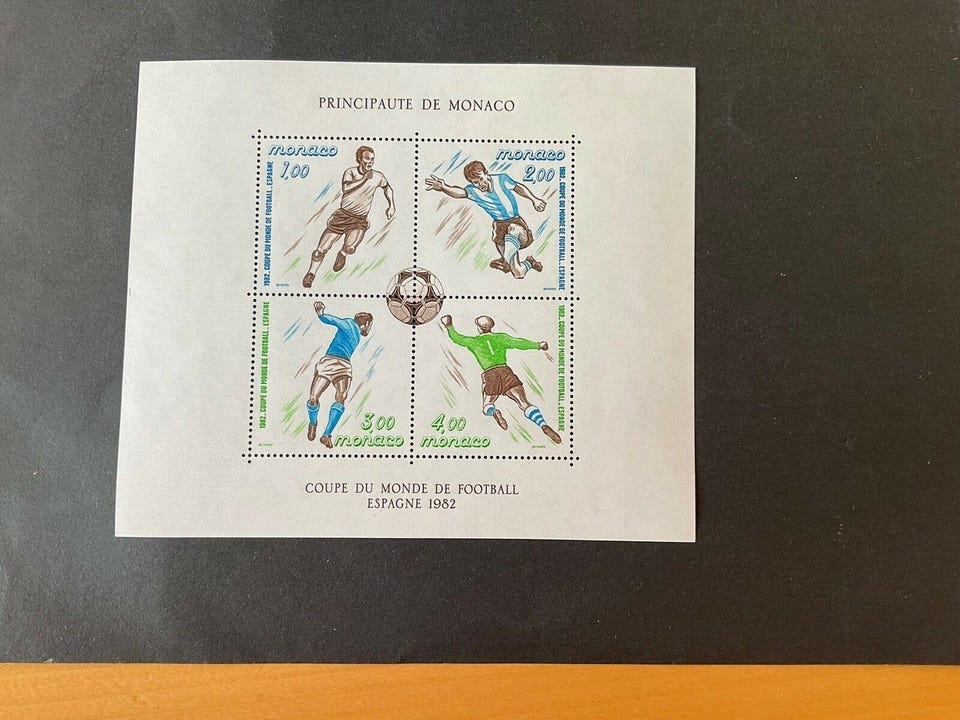 PRINCIPAUTE DE MONACO
monaco
1,00
1982. COUPE DU MONDE DE FOOTBALL. ESPAGNE
monaco
2,00
1982. COUPE DU MONDE DE FOOTBALL. ESPAGNE
1982. COUPE DU MONDE DE FOOTBALL. ESPAGNE
3,00
monaco
1982. COUPE DU MONDE DE FOOTBALL. ESPAGNE
1
4,00
monaco
COUPE DU MONDE DE FOOTBALL
ESPAGNE 1982